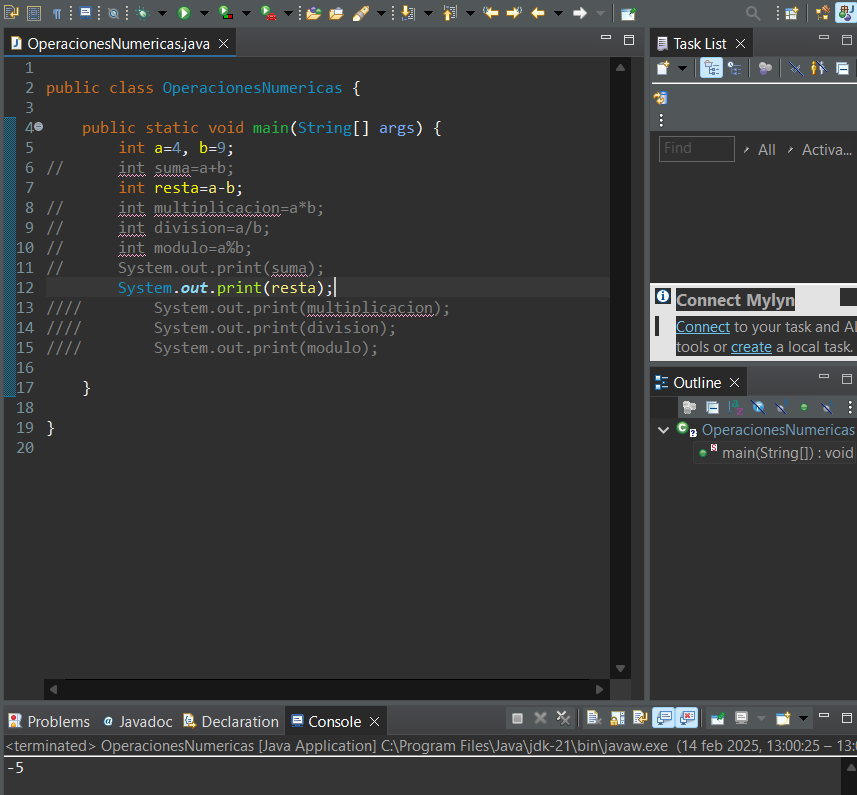 OperacionesNumericas.java
1
2 public class OperacionesNumericas {
3
4 public static void main(String[] args) {
5 int a=4, b=9;
6 // int suma=a+b;
7 int resta=a-b;
8 // int multiplicacion=a*b;
9 // int division=a/b;
10 // int modulo=a%b;
11 // System.out.print(suma);
12 System.out.print(resta);
13 //// System.out.print(multiplicacion);
14 //// System.out.print(division);
15 //// System.out.print(modulo);
16
17 }
18
19 }
20
Task List
Find All Activa...
Connect Mylyn
Connect to your task and AL
tools or create a local task.
Outline
OperacionesNumericas
main(String[]) : void
Problems Javadoc Declaration Console
<terminated> OperacionesNumericas [Java Application] C:\Program Files\Java\jdk-21\bin\javaw.exe (14 feb 2025, 13:00:25 – 13:0
-5